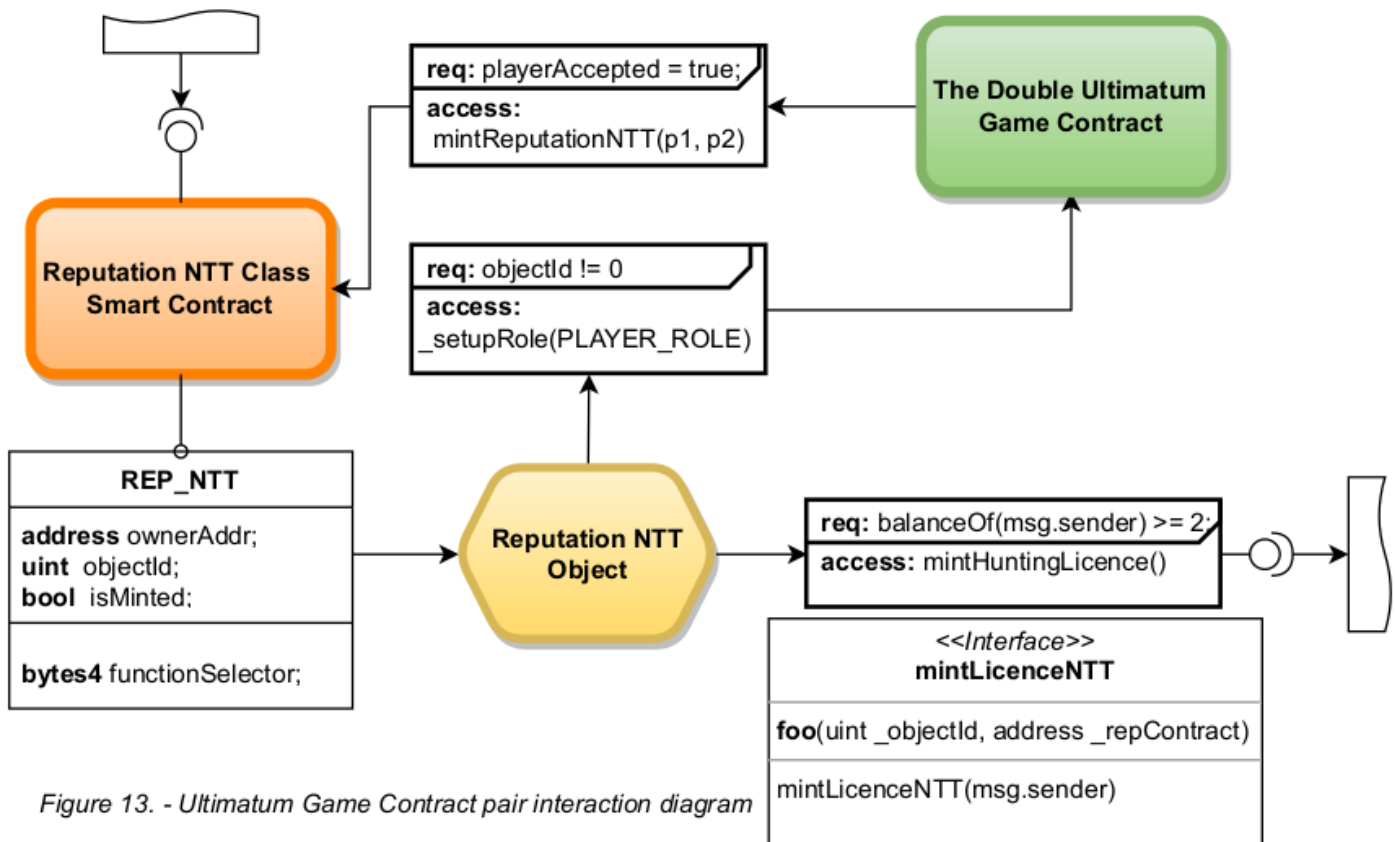 req: playerAccepted = true;
access:
mintReputationNTT(p1, p2)
The Double Ultimatum
Game Contract
Reputation NTT Class
Smart Contract
req: objectId != 0
access:
_setupRole(PLAYER_ROLE)
REP_NTT
address ownerAddr;
uint objectId;
bool isMinted;
bytes4 functionSelector;
Reputation NTT
Object
req: balanceOf(msg.sender) >= 2;
access: mintHuntingLicence()
<<Interface>>
mintLicenceNTT
foo(uint _objectId, address _repContract)
mintLicenceNTT(msg.sender)
Figure 13. - Ultimatum Game Contract pair interaction diagram